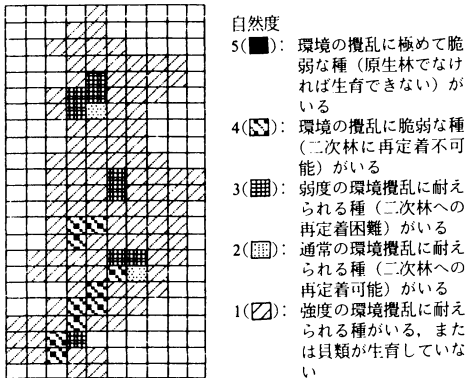 自然度
5(■)： 環境の攪乱に極めて脆
弱な種（原生林でなけ
れば生育できない）が
いる
4( )： 環境の攪乱に脆弱な種
（二次林に再定着不可
能）がいる
3( )： 弱度の環境攪乱に耐え
られる種（二次林への
再定着困難）がいる
2( )： 通常の環境攪乱に耐え
られる種（二次林への
再定着可能）がいる
1( )： 強度の環境攪乱に耐え
られる種がいる，また
は貝類が生育していな
い